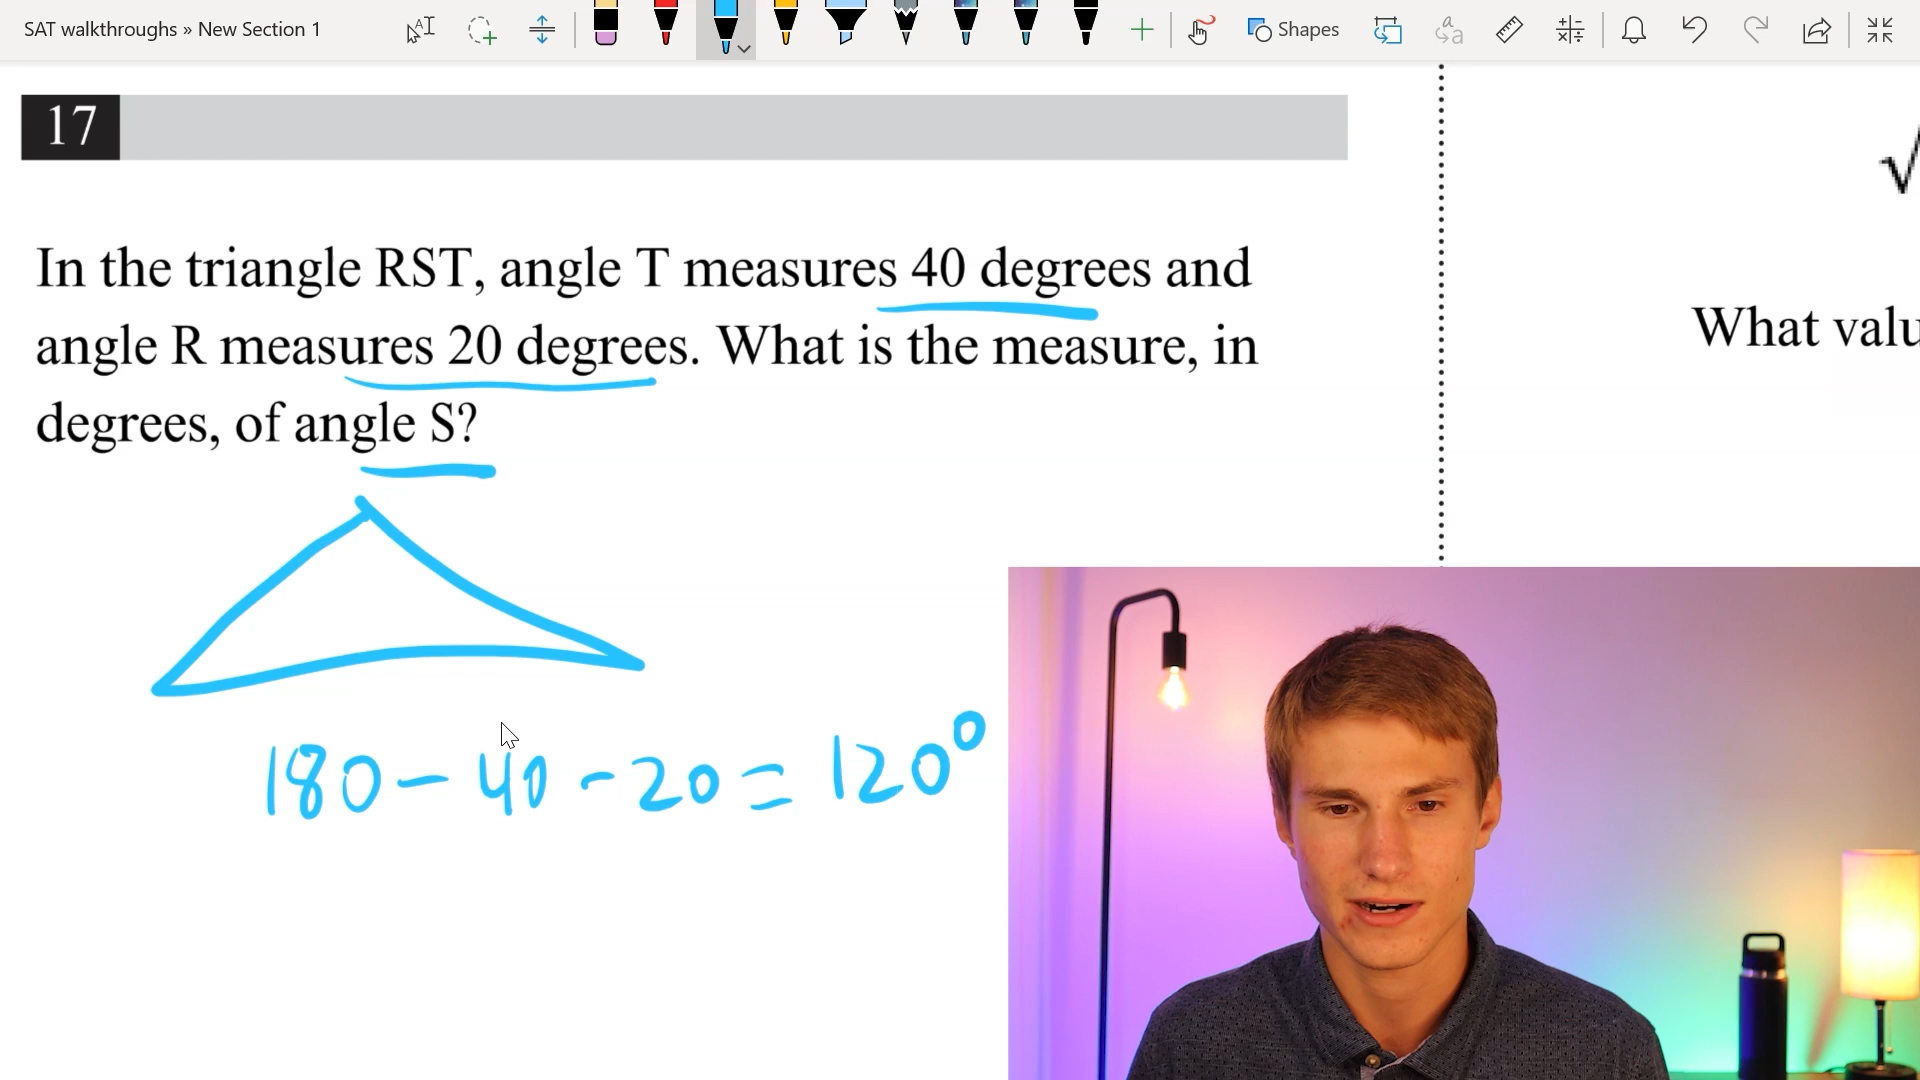 SAT walkthroughs » New Section 1
Shapes
17
In the triangle RST, angle T measures 40 degrees and
angle R measures 20 degrees. What is the measure, in
degrees, of angle S?
180 - 40 - 20 = 120°
√
What valu